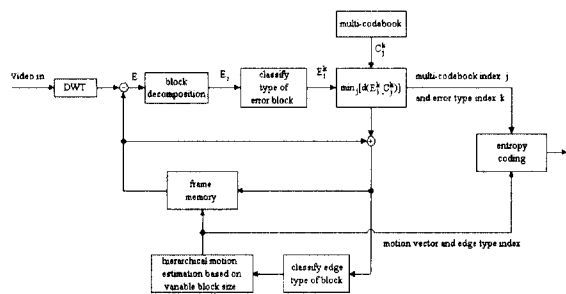 multi-codebook
C_j^k
Video in
DWT
E
block
decomposition
E_i
classify
type of
error block
E_i^k
min_j{d(E_i^k,C_j^k)}
multi-codebook index j
and error type index k
entropy
coding
frame
memory
motion vector and edge type index
hierarchical motion
estimation based on
variable block size
classify edge
type of block